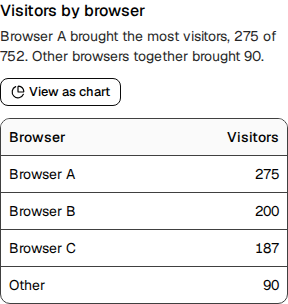 Visitors by browser
Browser A brought the most visitors, 275 of
752. Other browsers together brought 90.
View as chart
Browser Visitors
Browser A 275
Browser B 200
Browser C 187
Other 90